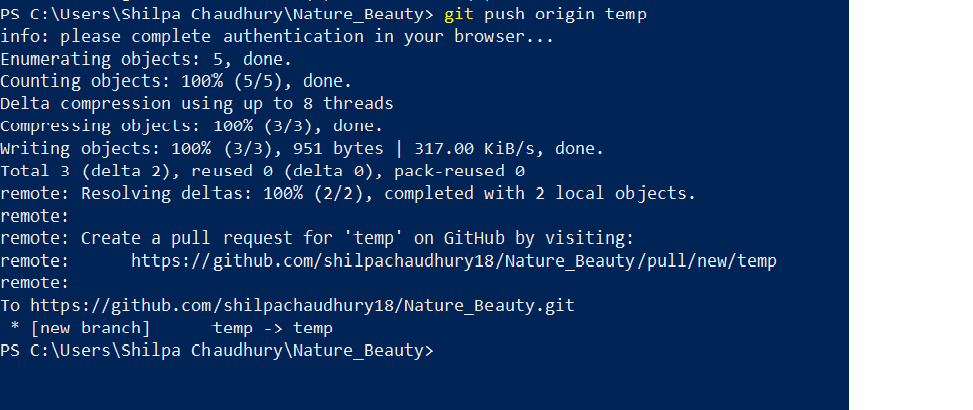 PS C:\Users\Shilpa Chaudhury\Nature_Beauty> git push origin temp
info: please complete authentication in your browser...
Enumerating objects: 5, done.
Counting objects: 100% (5/5), done.
Delta compression using up to 8 threads
Compressing objects: 100% (3/3), done.
Writing objects: 100% (3/3), 951 bytes | 317.00 KiB/s, done.
Total 3 (delta 2), reused 0 (delta 0), pack-reused 0
remote: Resolving deltas: 100% (2/2), completed with 2 local objects.
remote:
remote: Create a pull request for 'temp' on GitHub by visiting:
remote:      https://github.com/shilpachaudhury18/Nature_Beauty/pull/new/temp
remote:
To https://github.com/shilpachaudhury18/Nature_Beauty.git
 * [new branch]      temp -> temp
PS C:\Users\Shilpa Chaudhury\Nature_Beauty>